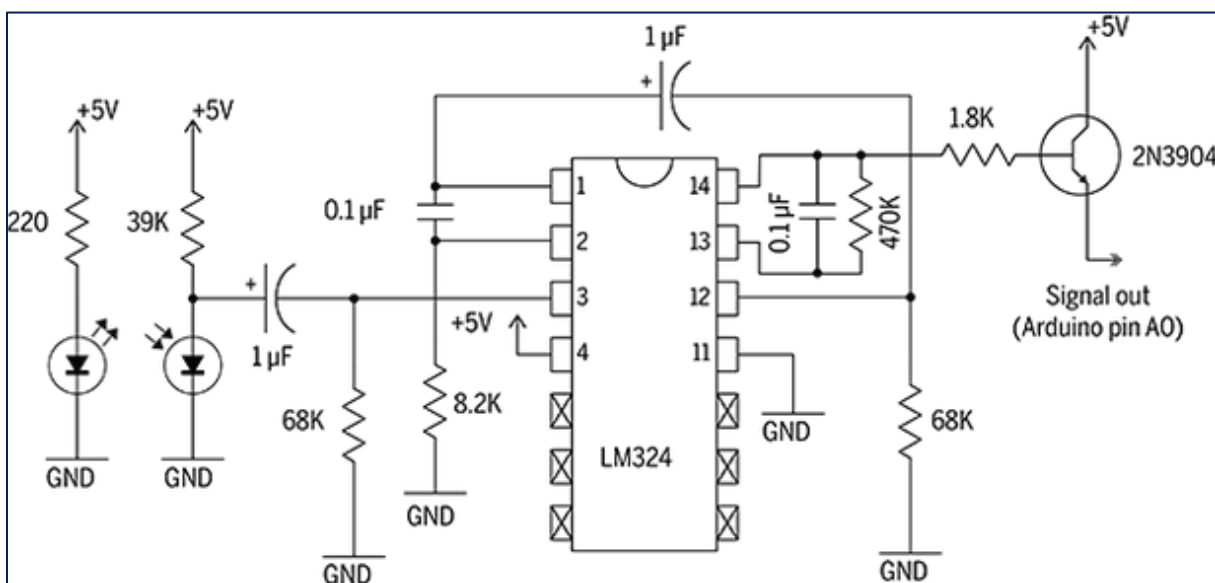 1 µF
+5V
+5V
+5V
1.8K
2N3904
220
39K
0.1 µF
1
14
0.1 µF
470K
2
13
+
+
3
12
Signal out
(Arduino pin AO)
+5V
1 µF
4
11
68K
8.2K
GND
68K
LM324
GND
GND
GND
GND
GND